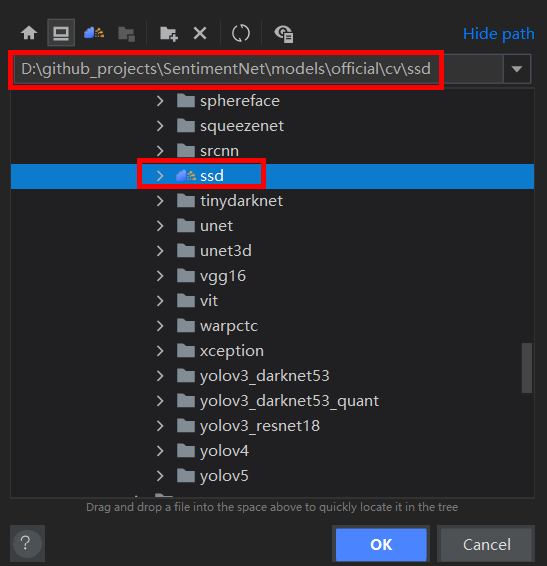 Hide path
D:\github_projects\SentimentNet\models\official\cv\ssd
sphereface
squeezenet
srcnn
ssd
tinydarknet
unet
unet3d
vgg16
vit
warpctc
xception
yolov3_darknet53
yolov3_darknet53_quant
yolov3_resnet18
yolov4
yolov5
Drag and drop a file into the space above to quickly locate it in the tree
?
OK
Cancel